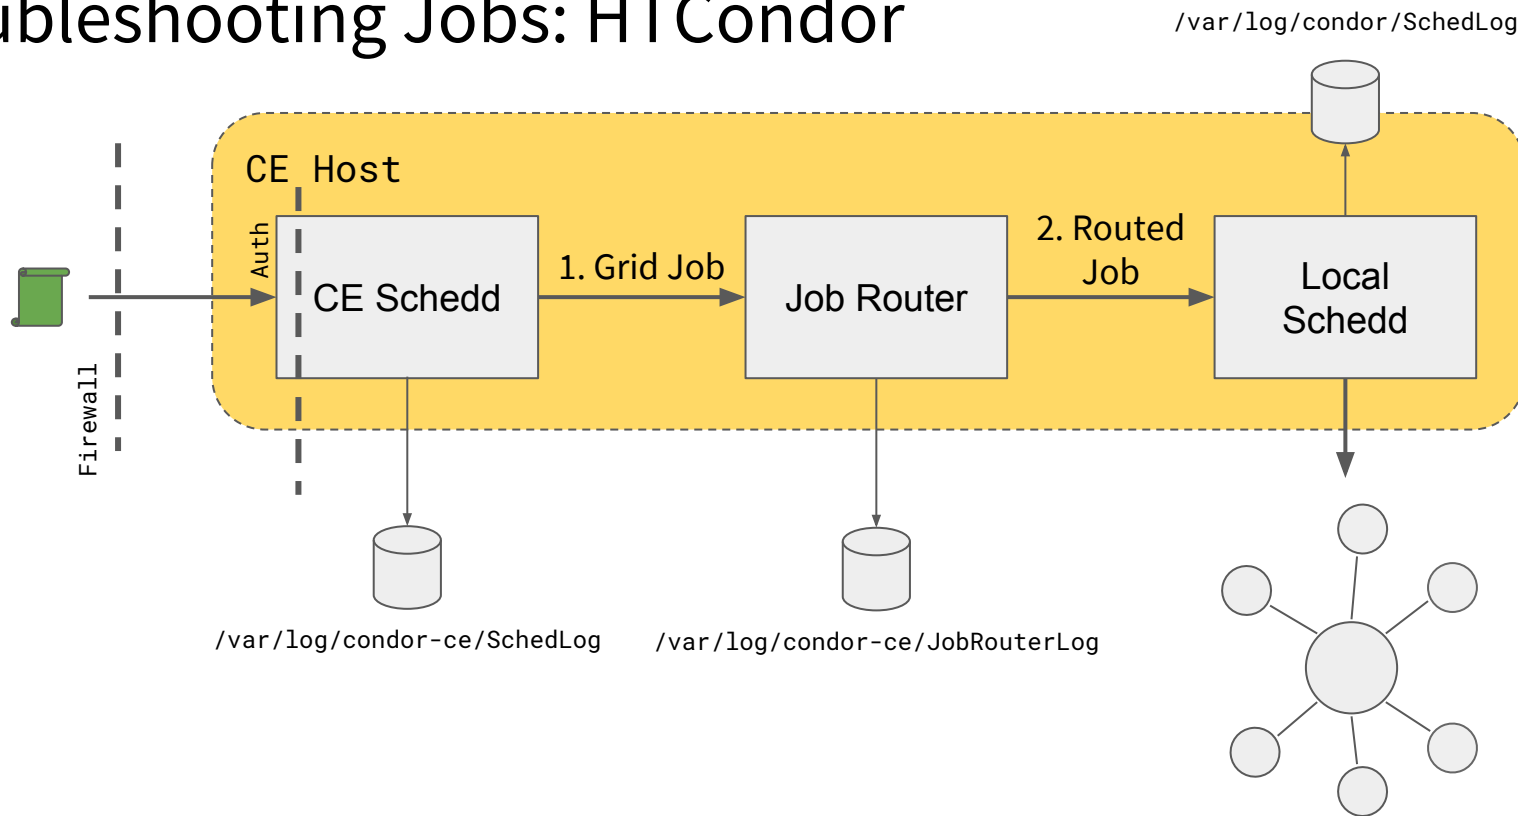 ubleshooting Jobs: HTCondor
/var/log/condor/SchedLog
CE Host
Auth
Firewall
CE Schedd
1. Grid Job
Job Router
2. Routed
Job
Local
Schedd
/var/log/condor-ce/SchedLog
/var/log/condor-ce/JobRouterLog